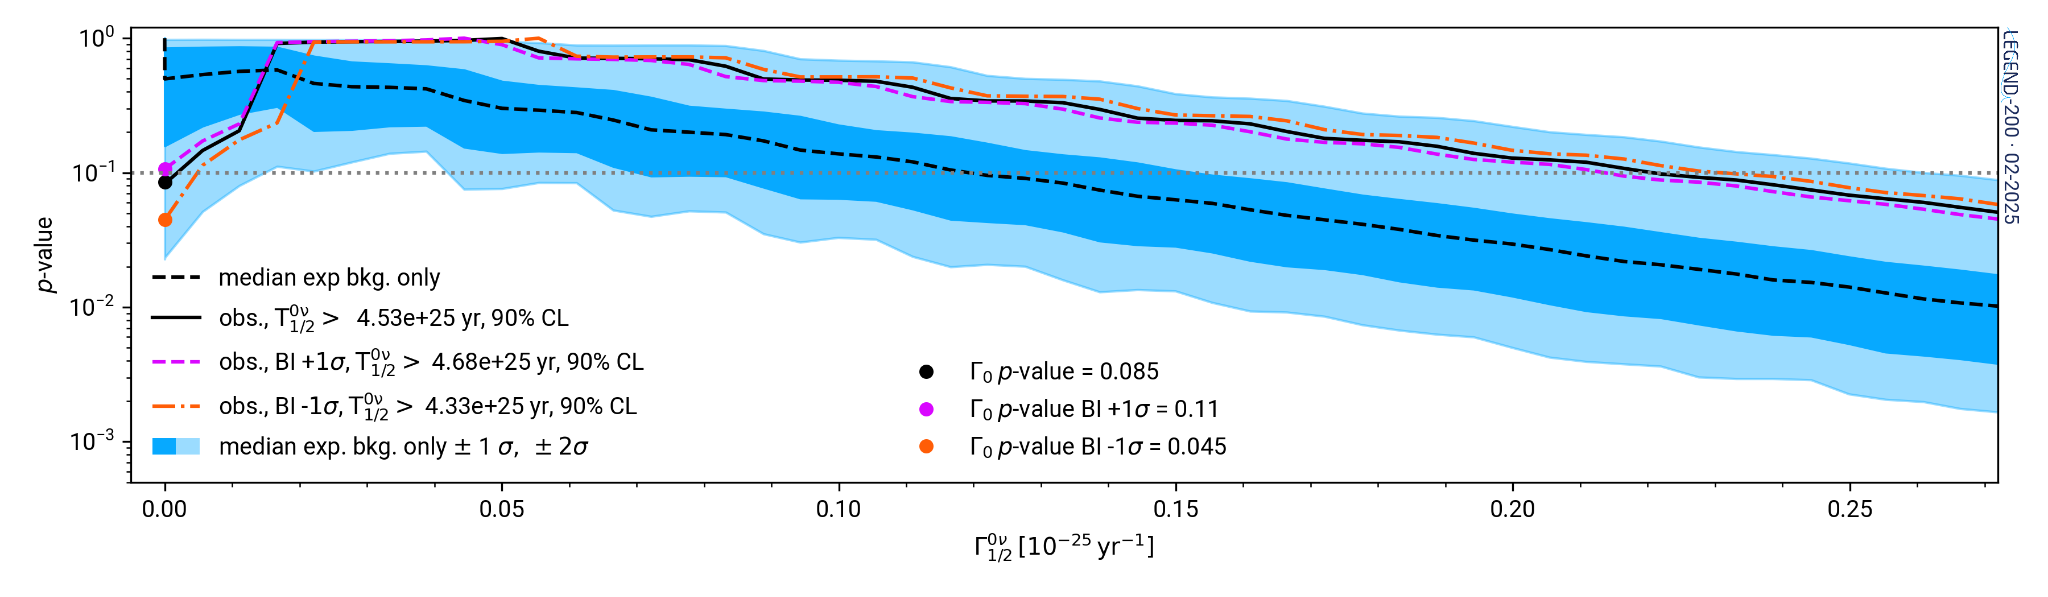 10⁰
10⁻¹
10⁻²
10⁻³
p-value
median exp bkg. only
obs., T⁰ᵛ₁/₂ > 4.53e+25 yr, 90% CL
obs., BI +1σ, T⁰ᵛ₁/₂ > 4.68e+25 yr, 90% CL
obs., BI -1σ, T⁰ᵛ₁/₂ > 4.33e+25 yr, 90% CL
median exp. bkg. only ± 1 σ, ± 2σ
Γ₀ p-value = 0.085
Γ₀ p-value BI +1σ = 0.11
Γ₀ p-value BI -1σ = 0.045
0.00 0.05 0.10 0.15 0.20 0.25
Γ⁰ᵛ₁/₂ [10⁻²⁵ yr⁻¹]
LEGEND-200 · 02-2025